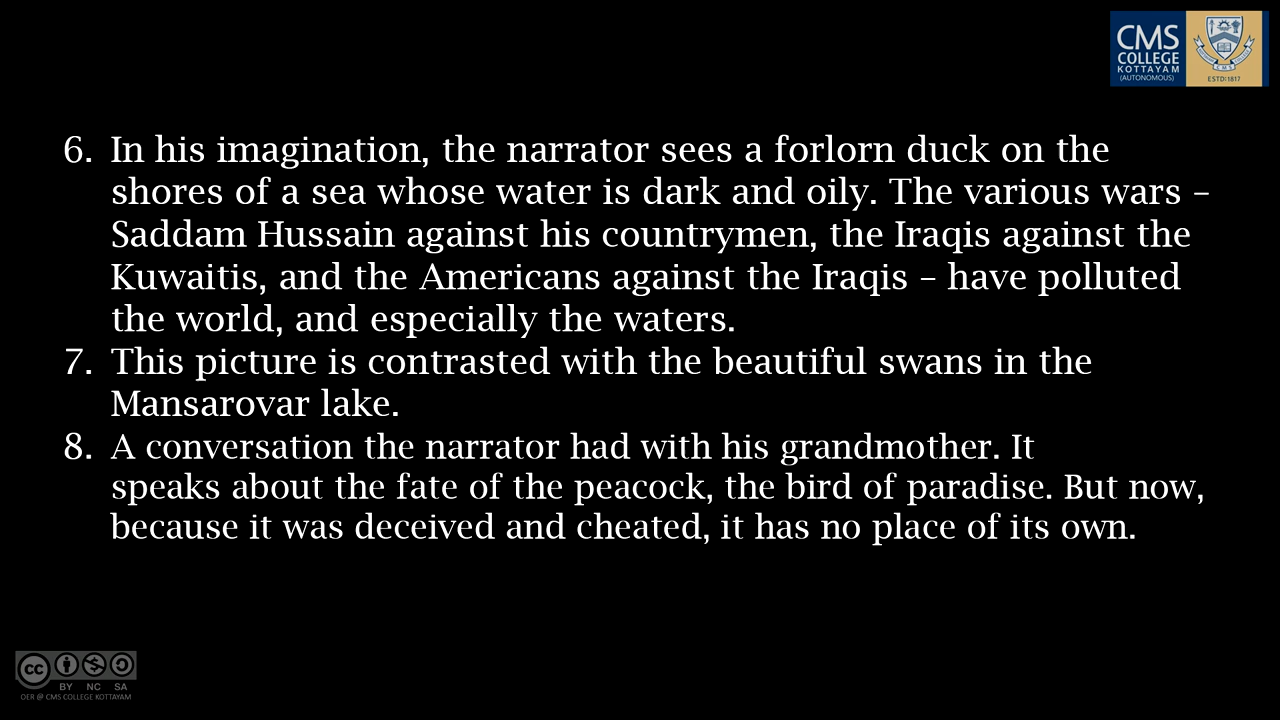 CMS
COLLEGE
KOTTAYAM
(AUTONOMOUS)
ESTD:1817
6. In his imagination, the narrator sees a forlorn duck on the
shores of a sea whose water is dark and oily. The various wars –
Saddam Hussain against his countrymen, the Iraqis against the
Kuwaitis, and the Americans against the Iraqis – have polluted
the world, and especially the waters.
7. This picture is contrasted with the beautiful swans in the
Mansarovar lake.
8. A conversation the narrator had with his grandmother. It
speaks about the fate of the peacock, the bird of paradise. But now,
because it was deceived and cheated, it has no place of its own.
cc
BY NC SA
OER @ CMS COLLEGE KOTTAYAM